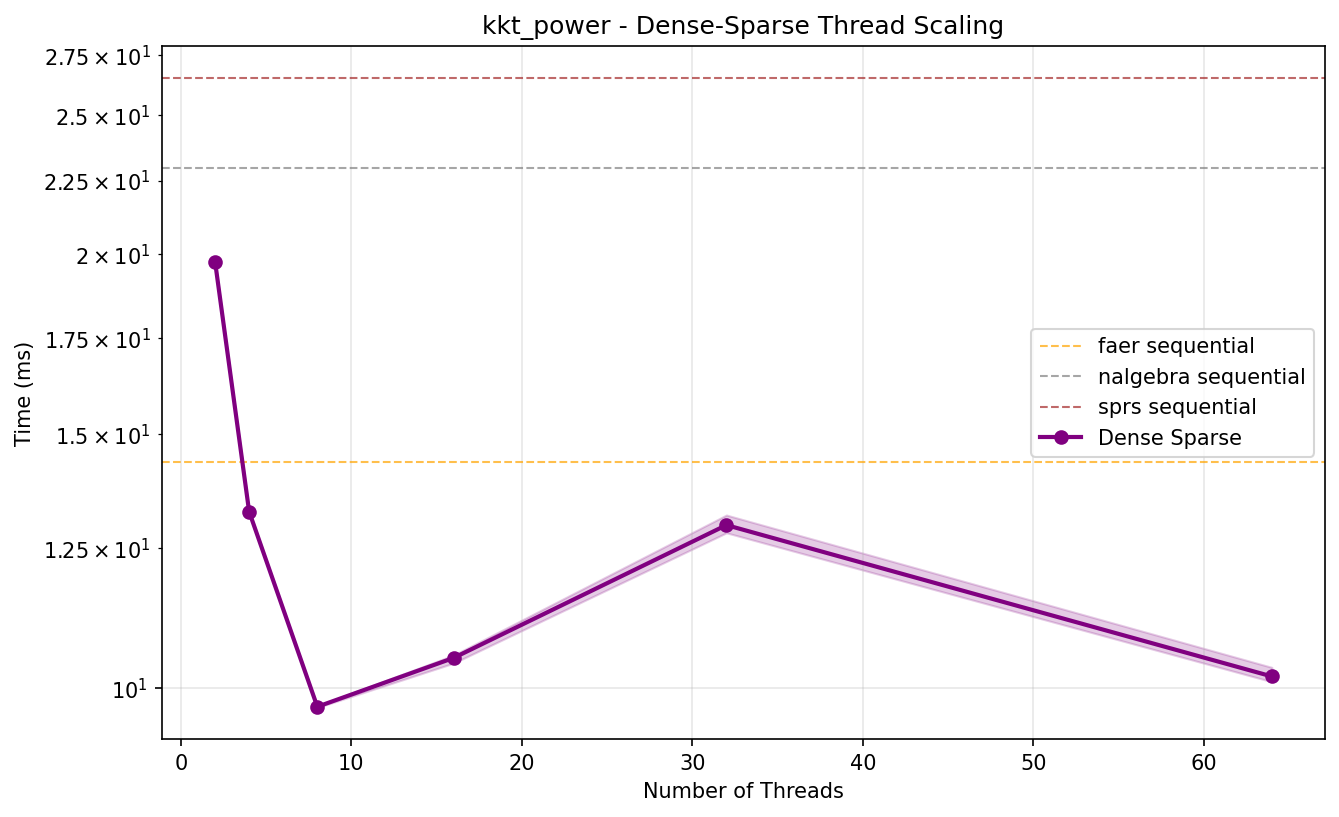 kkt_power - Dense-Sparse Thread Scaling
2.75 × 10¹
2.5 × 10¹
2.25 × 10¹
2 × 10¹
1.75 × 10¹
1.5 × 10¹
1.25 × 10¹
10¹
Time (ms)
faer sequential
nalgebra sequential
sprs sequential
Dense Sparse
0 10 20 30 40 50 60
Number of Threads